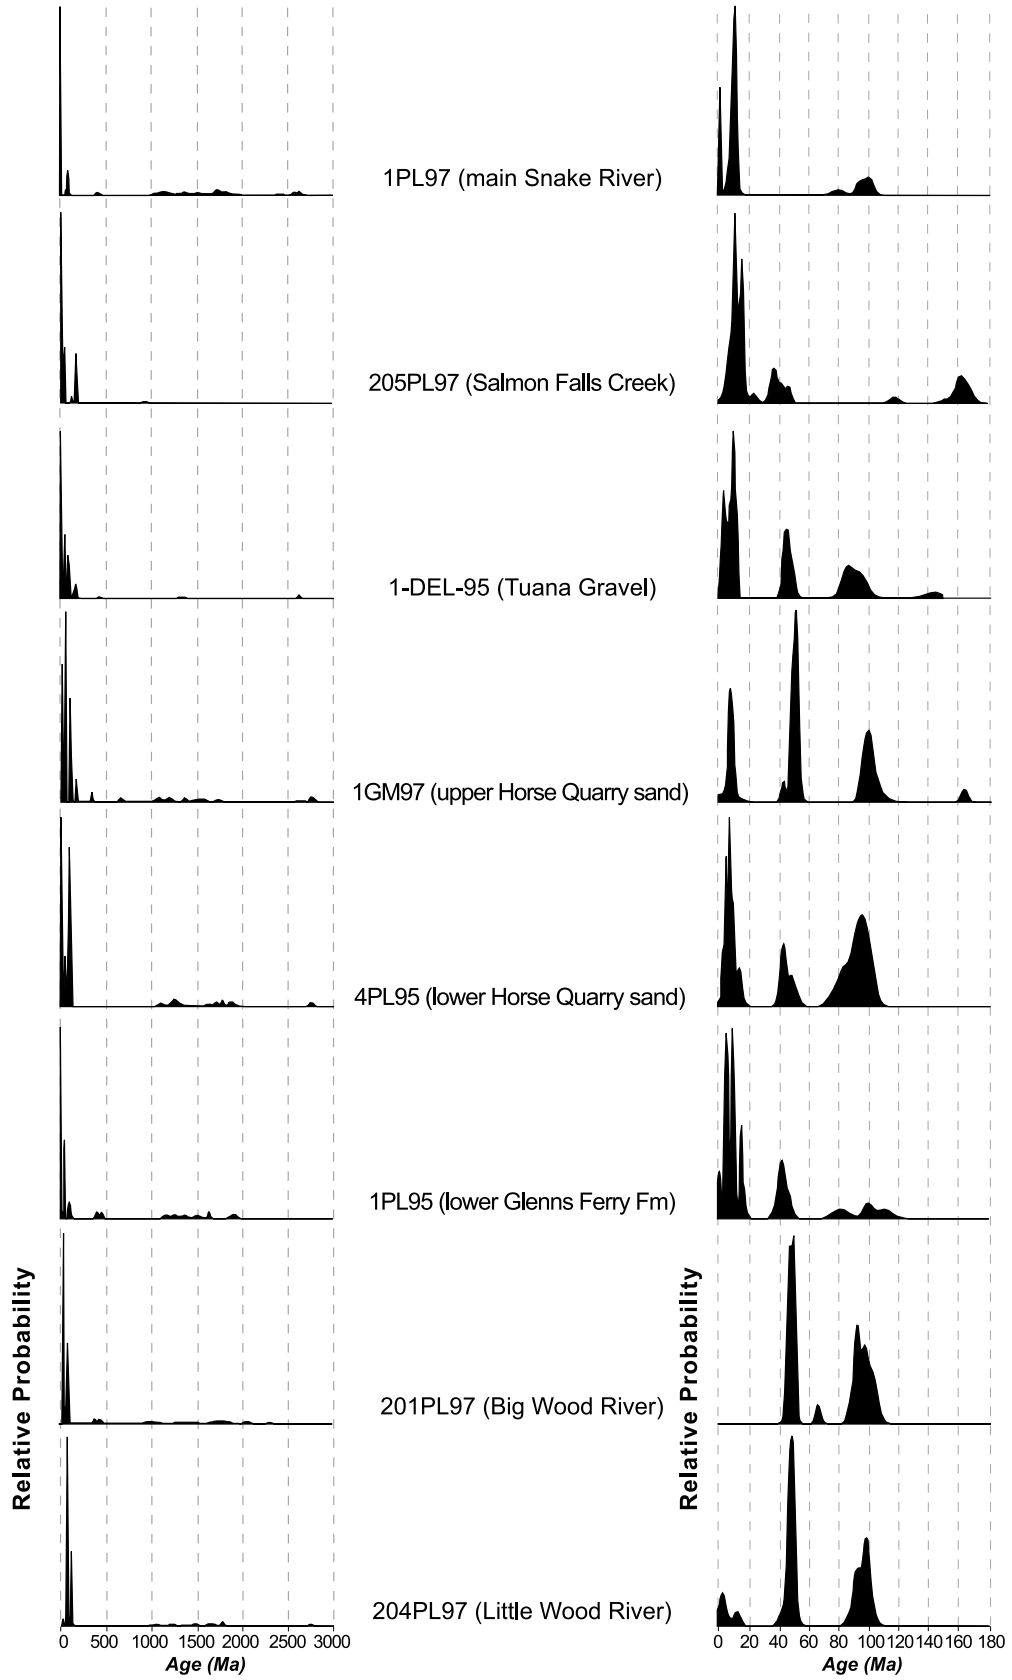 1PL97 (main Snake River)
205PL97 (Salmon Falls Creek)
1-DEL-95 (Tuana Gravel)
1GM97 (upper Horse Quarry sand)
4PL95 (lower Horse Quarry sand)
1PL95 (lower Glenns Ferry Fm)
201PL97 (Big Wood River)
204PL97 (Little Wood River)
Relative Probability
Relative Probability
0 500 1000 1500 2000 2500 3000
Age (Ma)
0 20 40 60 80 100 120 140 160 180
Age (Ma)